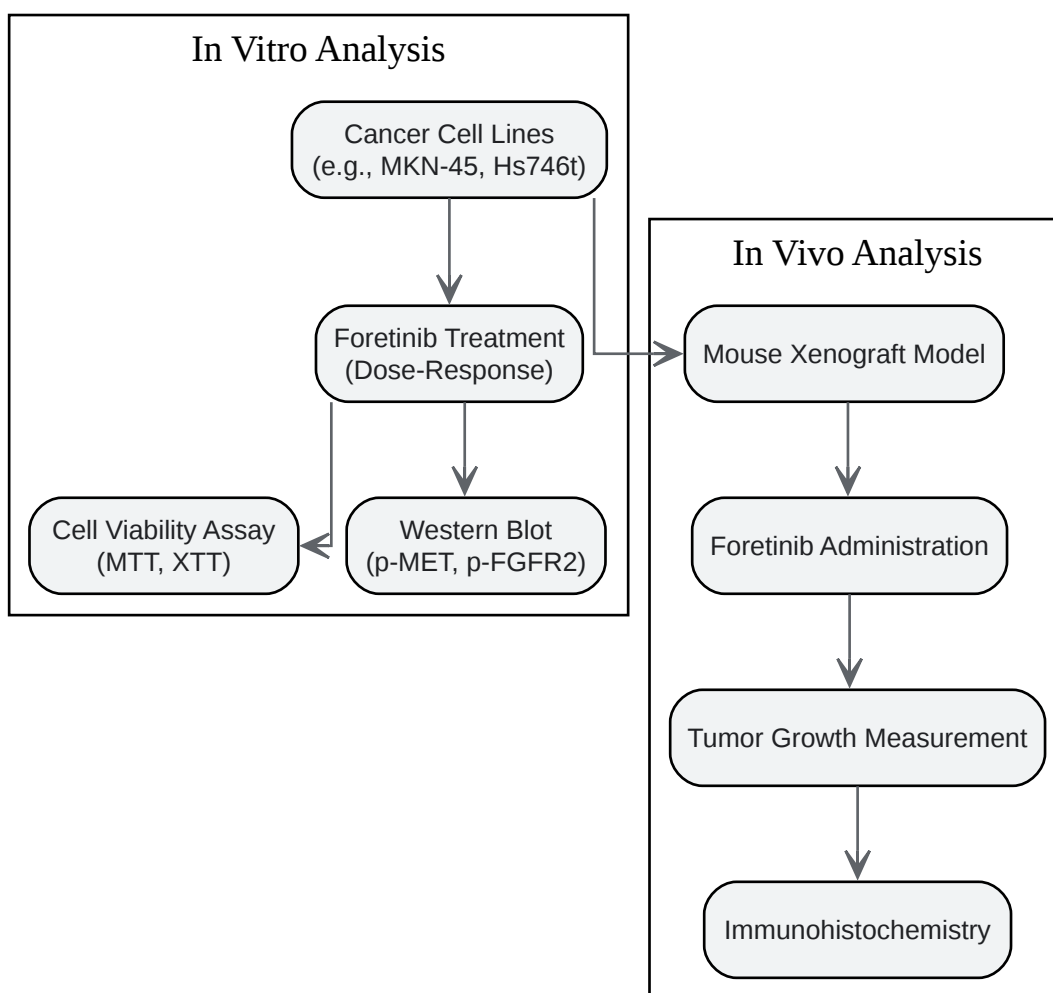 In Vitro Analysis
Cancer Cell Lines
(e.g., MKN-45, Hs746t)
Foretinib Treatment
(Dose-Response)
Cell Viability Assay
(MTT, XTT)
Western Blot
(p-MET, p-FGFR2)
In Vivo Analysis
Mouse Xenograft Model
Foretinib Administration
Tumor Growth Measurement
Immunohistochemistry